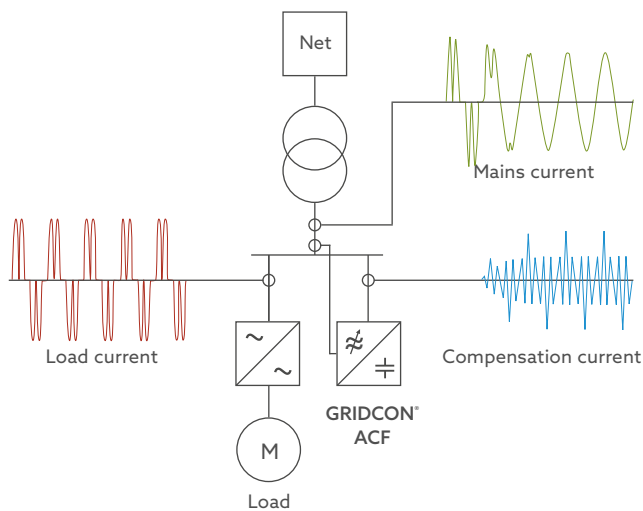 Net
Mains current
Load current
Compensation current
GRIDCON®
ACF
M
Load